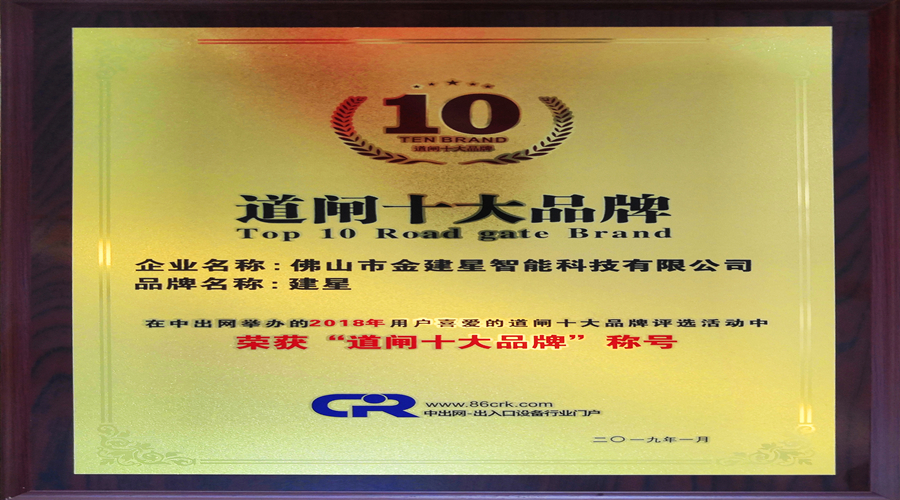 10
TEN BRAND
道闸十大品牌
道闸十大品牌
Top 10 Road gate Brand
企业名称:佛山市金建星智能科技有限公司
品牌名称:建星
在中出网举办的2018年用户喜爱的道闸十大品牌评选活动中
荣获“道闸十大品牌”称号
CIR
www.86crk.com
中出网-出入口设备行业门户
二〇一九年一月